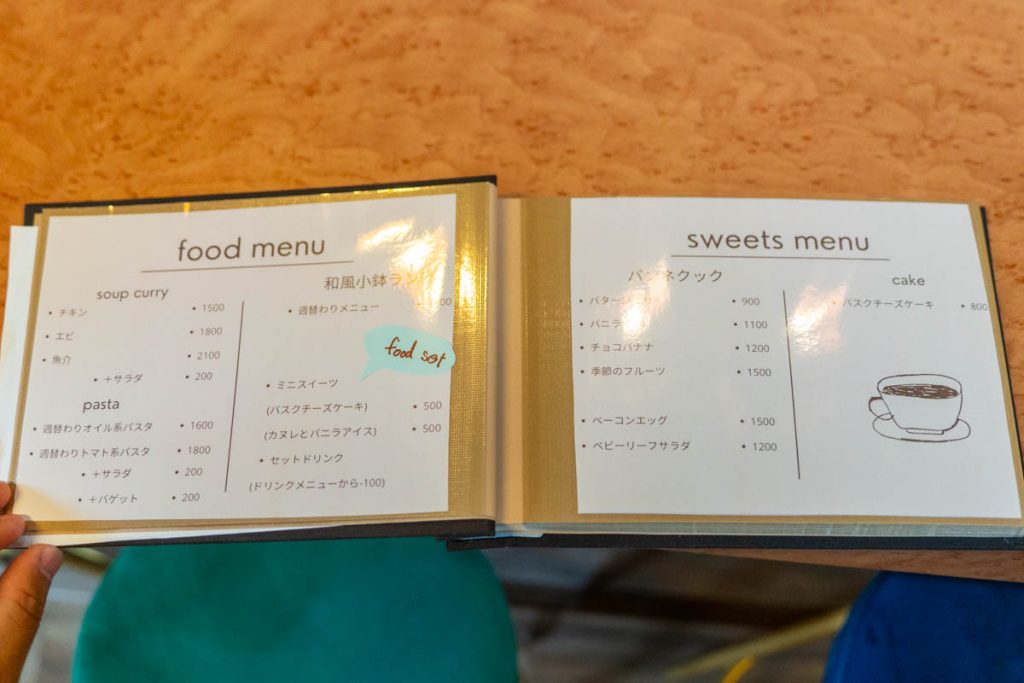 food menu
soup curry
• チキン • 1500
• エビ • 1800
• 魚介 • 2100
• +サラダ • 200
pasta
• 週替わりオイル系パスタ • 1600
• 週替わりトマト系パスタ • 1800
• +サラダ • 200
• +バゲット • 200
和風小鉢ラン
• 週替わりメニュー
food set
• ミニスイーツ
(バスクチーズケーキ) • 500
(カヌレとバニラアイス) • 500
• セットドリンク
(ドリンクメニューから-100)
sweets menu
• 900
• バニラ • 1100
• チョコバナナ • 1200
• 季節のフルーツ • 1500
• ベーコンエッグ • 1500
• ベビーリーフサラダ • 1200
cake
• バスクチーズケーキ • 800